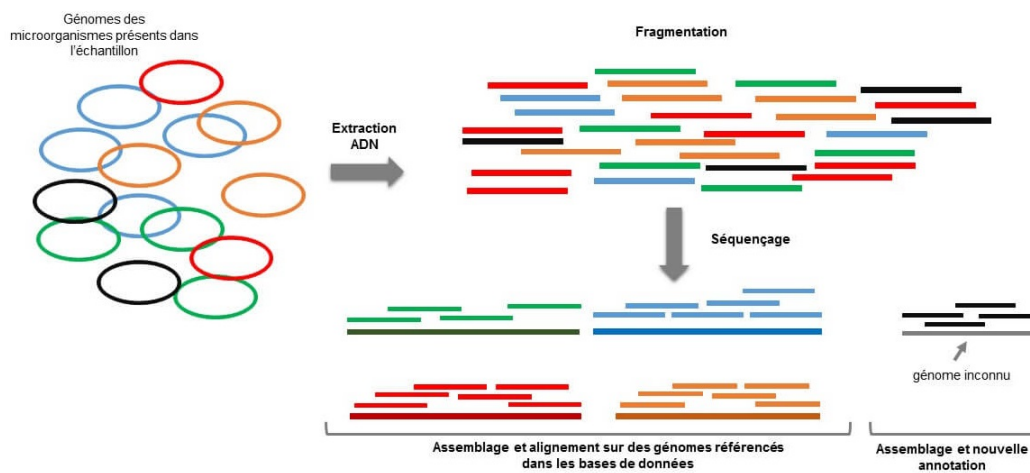 Génomes des
microorganismes présents dans
l'échantillon
Fragmentation
Extraction
ADN
Séquençage
génome inconnu
Assemblage et alignement sur des génomes référencés
dans les bases de données
Assemblage et nouvelle
annotation